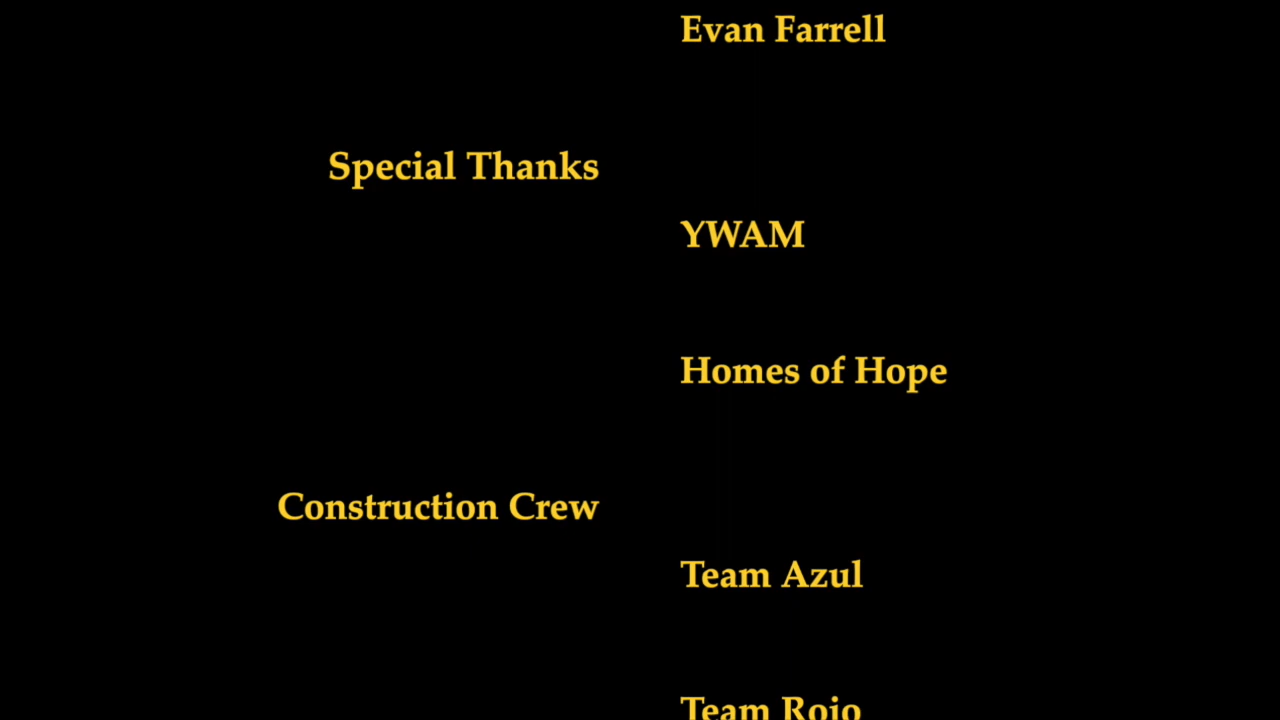 Evan Farrell
Special Thanks
YWAM
Homes of Hope
Construction Crew
Team Azul
Team Rojo